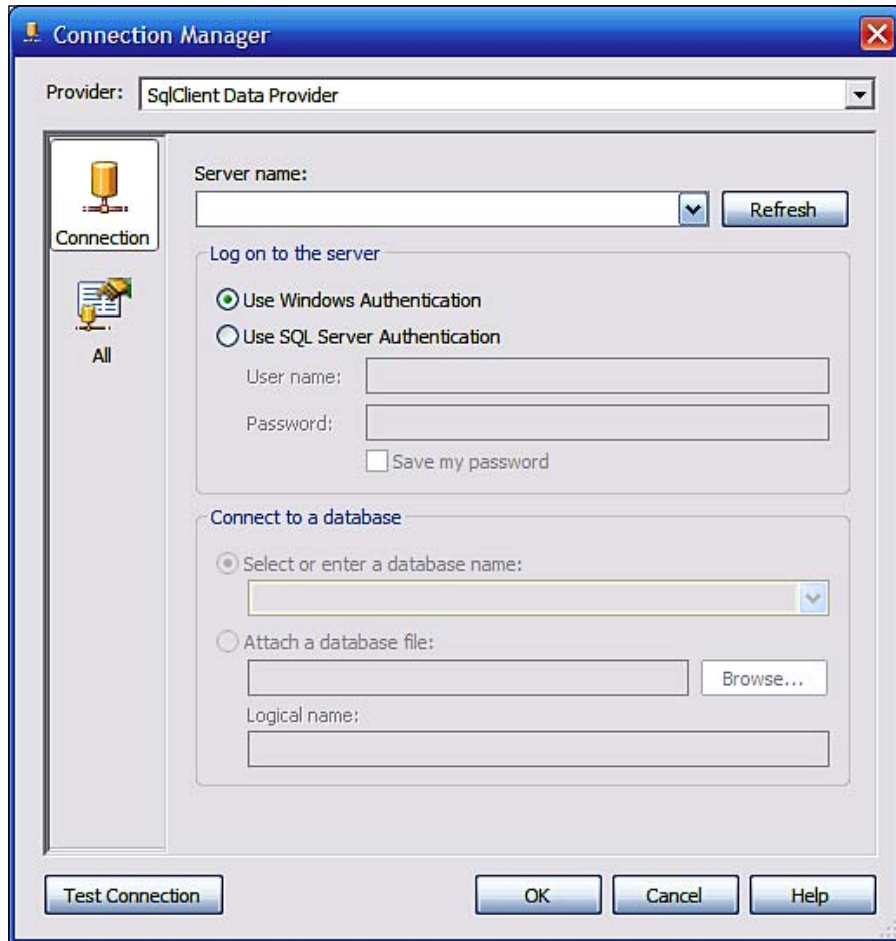 Connection Manager
Provider: SqlClient Data Provider
Connection
All
Server name:
Refresh
Log on to the server
Use Windows Authentication
Use SQL Server Authentication
User name:
Password:
Save my password
Connect to a database
Select or enter a database name:
Attach a database file:
Browse...
Logical name:
Test Connection OK Cancel Help